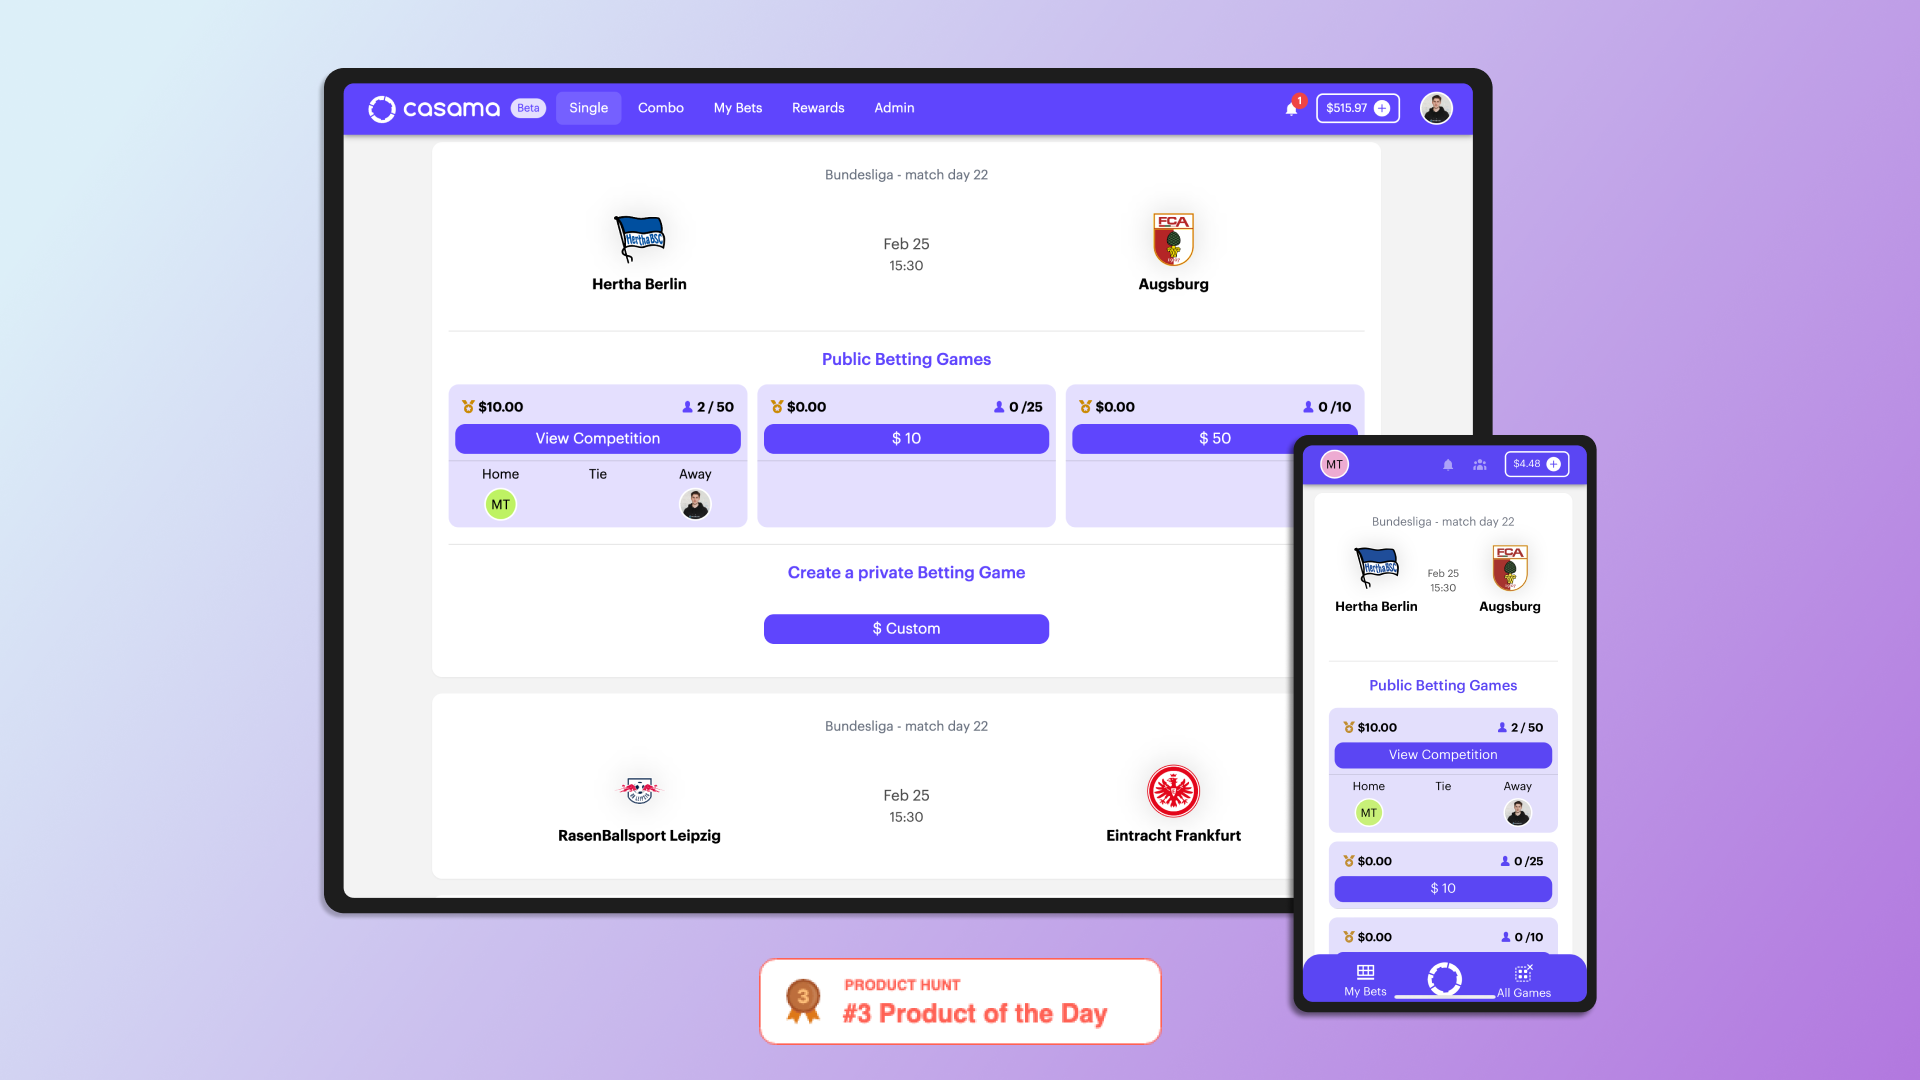 casama Beta Single Combo My Bets Rewards Admin 1 $515.97
Bundesliga - match day 22
Hertha BSC
FCA
1907
Feb 25
15:30
Hertha Berlin
Augsburg
Public Betting Games
$10.00 2 / 50
View Competition
Home Tie Away
MT
$0.00 0 /25
$ 10
$0.00 0 /10
$ 50
Create a private Betting Game
$ Custom
Bundesliga - match day 22
Feb 25
15:30
RasenBallsport Leipzig
Eintracht Frankfurt
MT $4.48
Bundesliga - match day 22
Hertha BSC
FCA
Feb 25
15:30
Hertha Berlin
Augsburg
Public Betting Games
$10.00 2 / 50
View Competition
Home Tie Away
MT
$0.00 0 /25
$ 10
$0.00 0 /10
My Bets All Games
3
PRODUCT HUNT
#3 Product of the Day